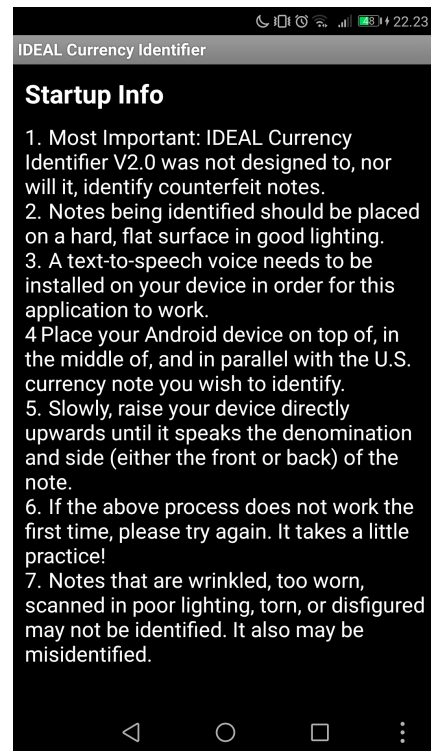 48 22.23
IDEAL Currency Identifier
Startup Info
1. Most Important: IDEAL Currency
Identifier V2.0 was not designed to, nor
will it, identify counterfeit notes.
2. Notes being identified should be placed
on a hard, flat surface in good lighting.
3. A text-to-speech voice needs to be
installed on your device in order for this
application to work.
4 Place your Android device on top of, in
the middle of, and in parallel with the U.S.
currency note you wish to identify.
5. Slowly, raise your device directly
upwards until it speaks the denomination
and side (either the front or back) of the
note.
6. If the above process does not work the
first time, please try again. It takes a little
practice!
7. Notes that are wrinkled, too worn,
scanned in poor lighting, torn, or disfigured
may not be identified. It also may be
misidentified.